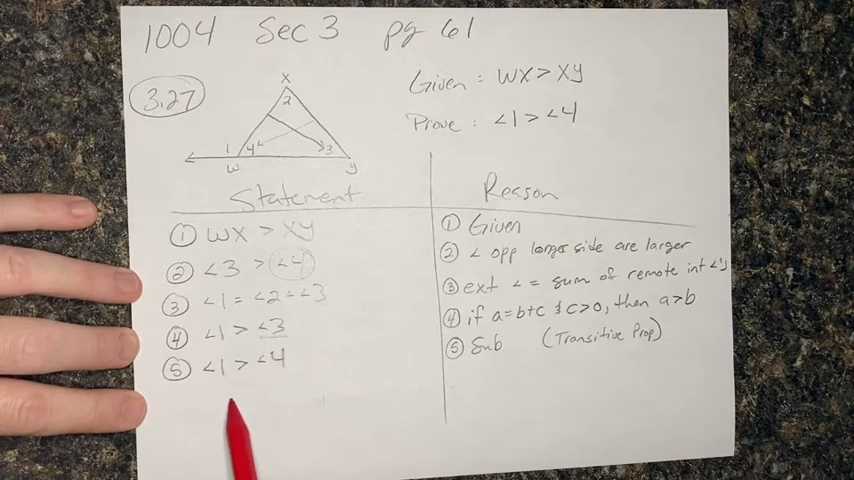 1004 Sec 3 pg 61
Given : WX > XY
3.27
Prove : ∠1 > ∠4
X
2
1 4 3
W Y
Statement Reason
① WX > XY ① Given
② ∠3 > ∠4 ② ∠ opp longer side are larger
③ ∠1 = ∠2 + ∠3 ③ ext ∠ = sum of remote int ∠'s
④ ∠1 > ∠3 ④ if a=b+c & c>0, then a>b
⑤ ∠1 > ∠4 ⑤ Sub (Transitive Prop)